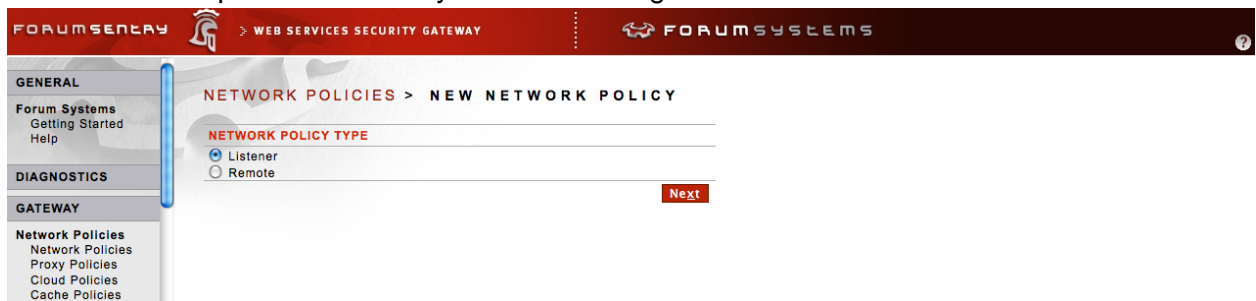 FORUMSENTRY
> WEB SERVICES SECURITY GATEWAY
FORUMSYSTEMS
?
GENERAL
Forum Systems
Getting Started
Help
DIAGNOSTICS
GATEWAY
Network Policies
Network Policies
Proxy Policies
Cloud Policies
Cache Policies
NETWORK POLICIES > NEW NETWORK POLICY
NETWORK POLICY TYPE
Listener
Remote
Next